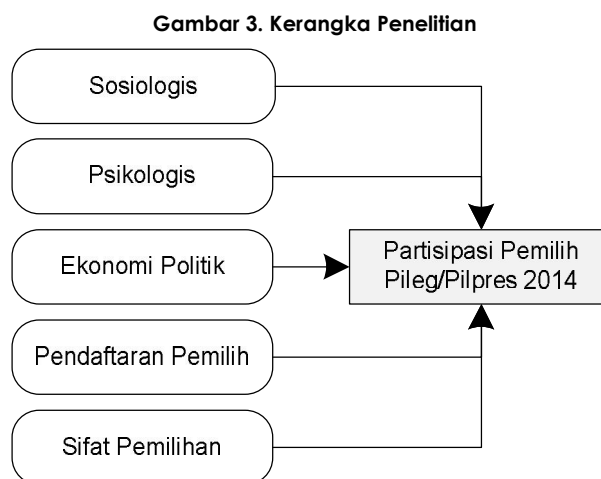 Gambar 3. Kerangka Penelitian
Sosiologis
Psikologis
Ekonomi Politik
Partisipasi Pemilih
Pileg/Pilpres 2014
Pendaftaran Pemilih
Sifat Pemilihan